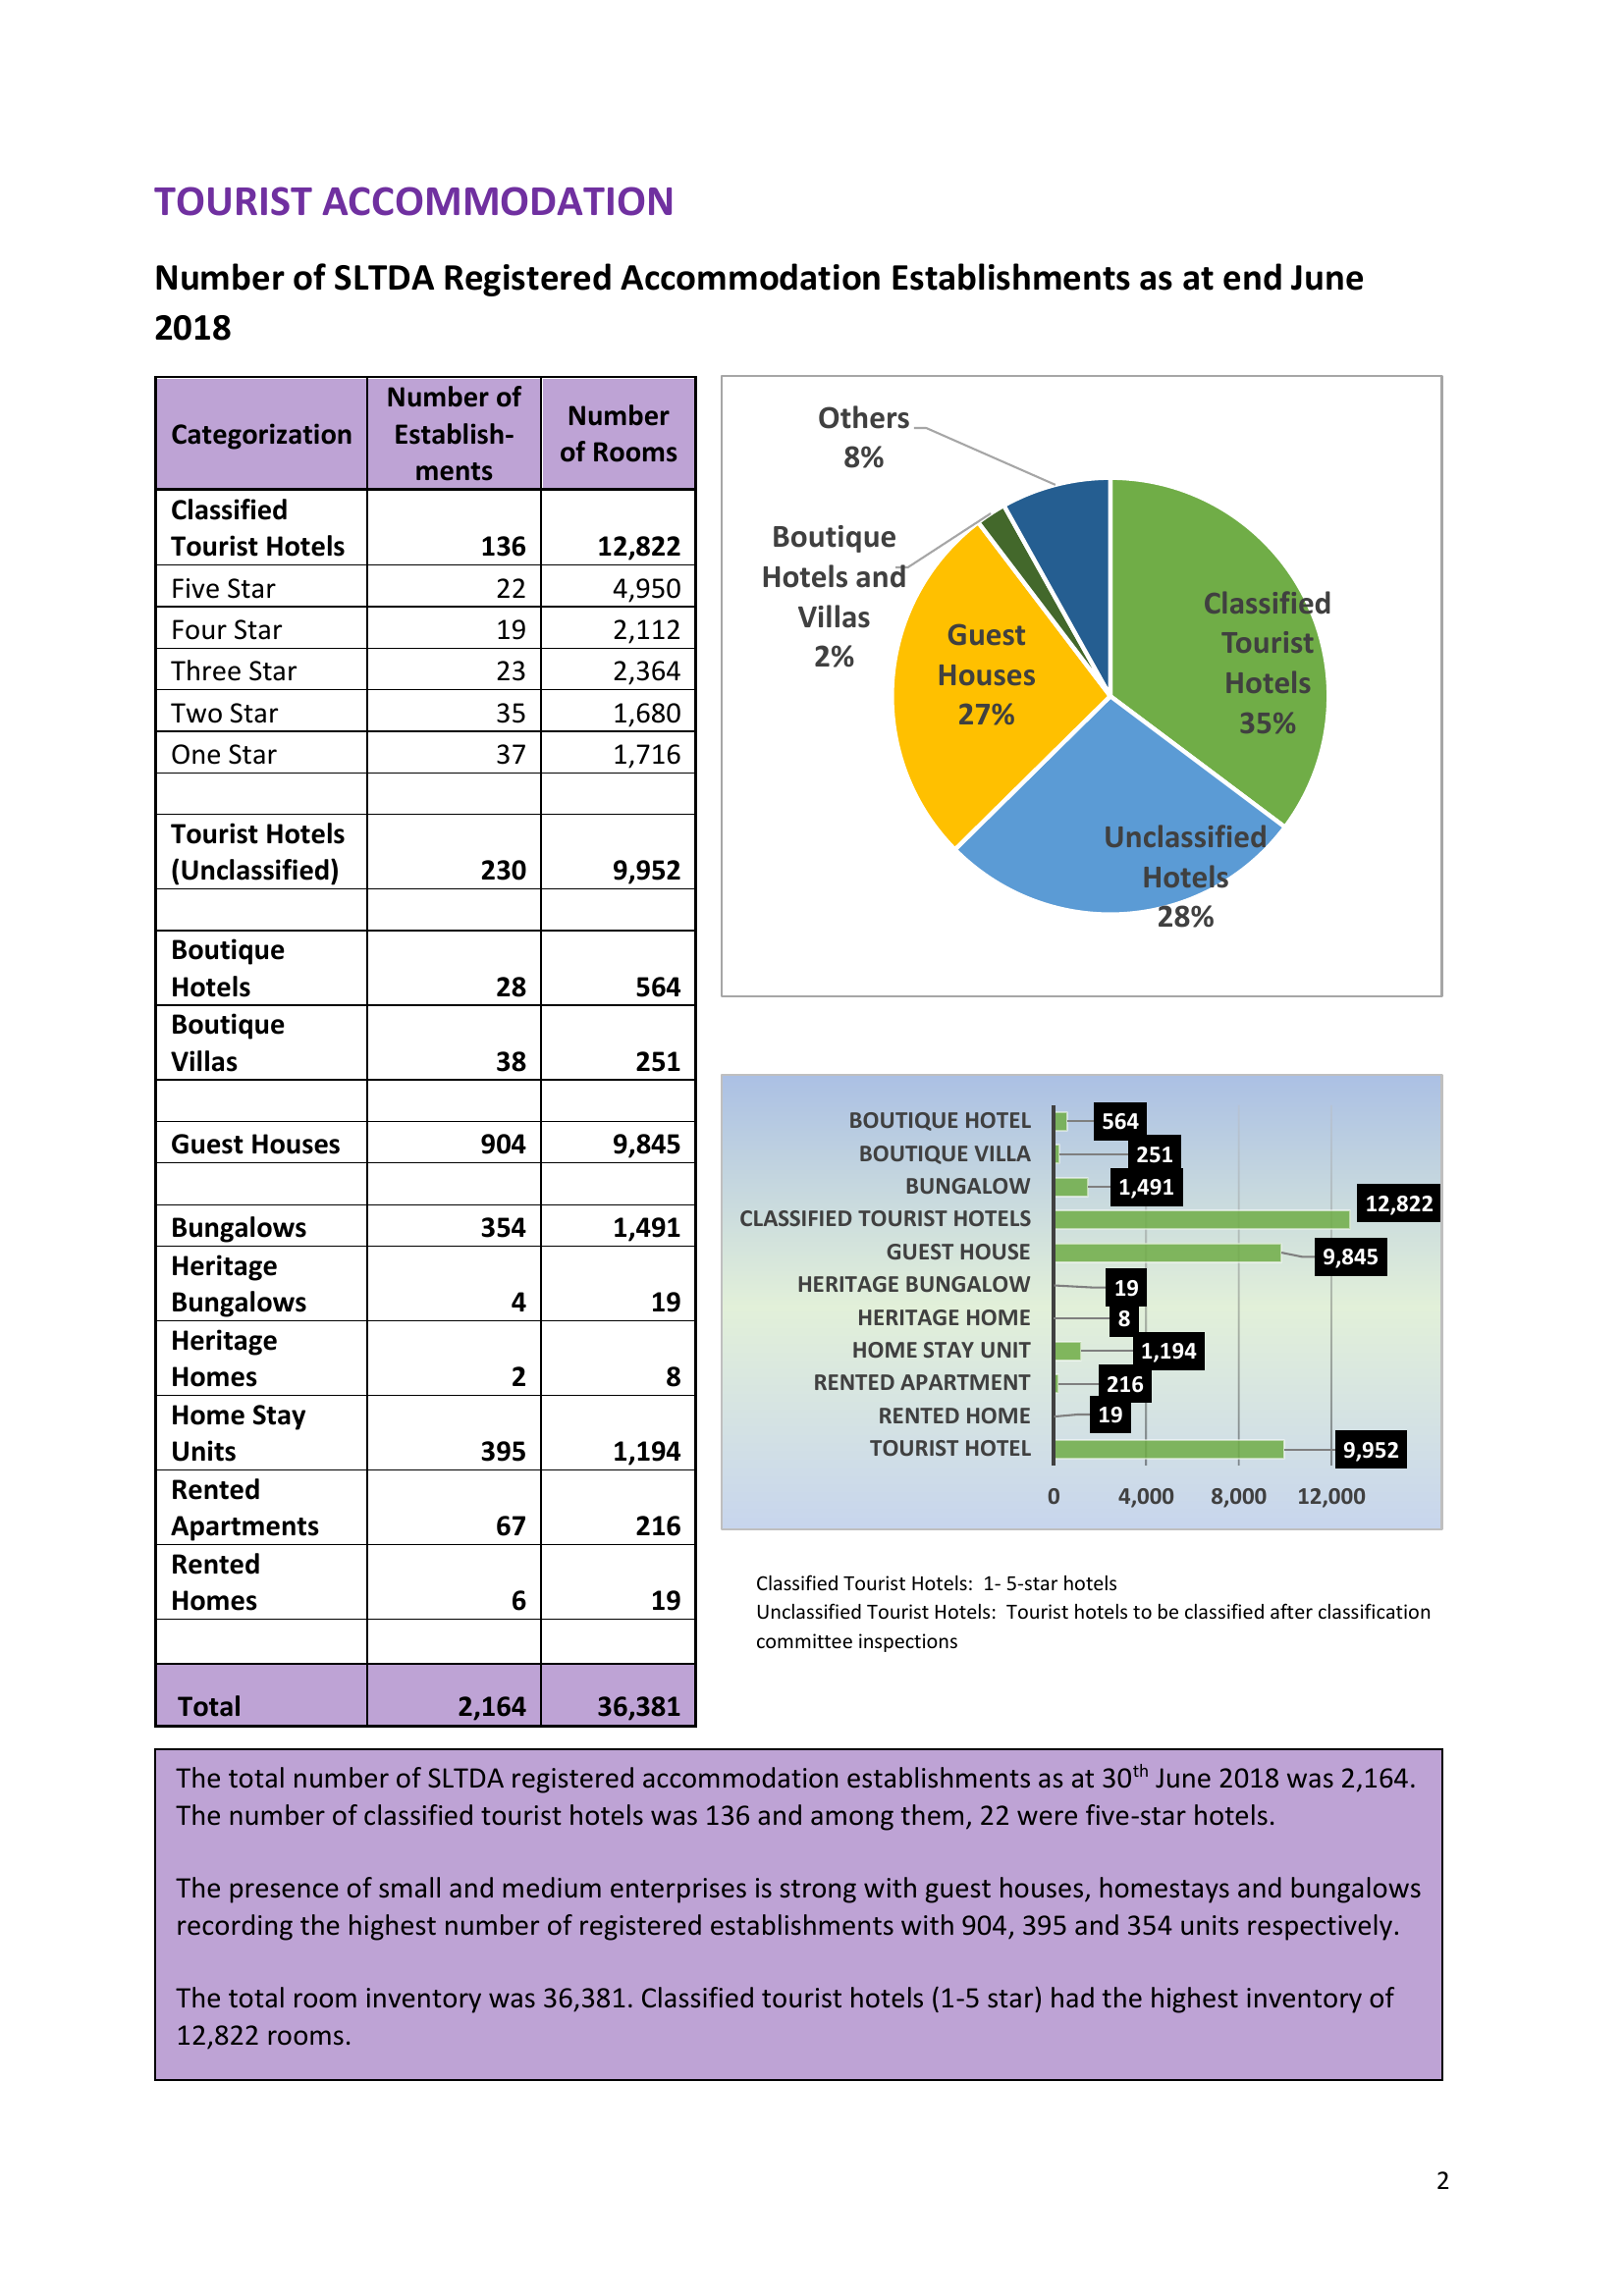 TOURIST ACCOMMODATION
Number of SLTDA Registered Accommodation Establishments as at end June
2018
Categorization
Number of
Establish-
ments
Number
of Rooms
Classified
Tourist Hotels 136 12,822
Five Star 22 4,950
Four Star 19 2,112
Three Star 23 2,364
Two Star 35 1,680
One Star 37 1,716
Tourist Hotels
(Unclassified) 230 9,952
Boutique
Hotels 28 564
Boutique
Villas 38 251
Guest Houses 904 9,845
Bungalows 354 1,491
Heritage
Bungalows 4 19
Heritage
Homes 2 8
Home Stay
Units 395 1,194
Rented
Apartments 67 216
Rented
Homes 6 19
Total 2,164 36,381
Others
8%
Boutique
Hotels and
Villas
2%
Guest
Houses
27%
Classified
Tourist
Hotels
35%
Unclassified
Hotels
28%
BOUTIQUE HOTEL 564
BOUTIQUE VILLA 251
BUNGALOW 1,491
CLASSIFIED TOURIST HOTELS 12,822
GUEST HOUSE 9,845
HERITAGE BUNGALOW 19
HERITAGE HOME 8
HOME STAY UNIT 1,194
RENTED APARTMENT 216
RENTED HOME 19
TOURIST HOTEL 9,952
0 4,000 8,000 12,000
Classified Tourist Hotels: 1- 5-star hotels
Unclassified Tourist Hotels: Tourist hotels to be classified after classification
committee inspections
The total number of SLTDA registered accommodation establishments as at 30th June 2018 was 2,164.
The number of classified tourist hotels was 136 and among them, 22 were five-star hotels.
The presence of small and medium enterprises is strong with guest houses, homestays and bungalows
recording the highest number of registered establishments with 904, 395 and 354 units respectively.
The total room inventory was 36,381. Classified tourist hotels (1-5 star) had the highest inventory of
12,822 rooms.
2